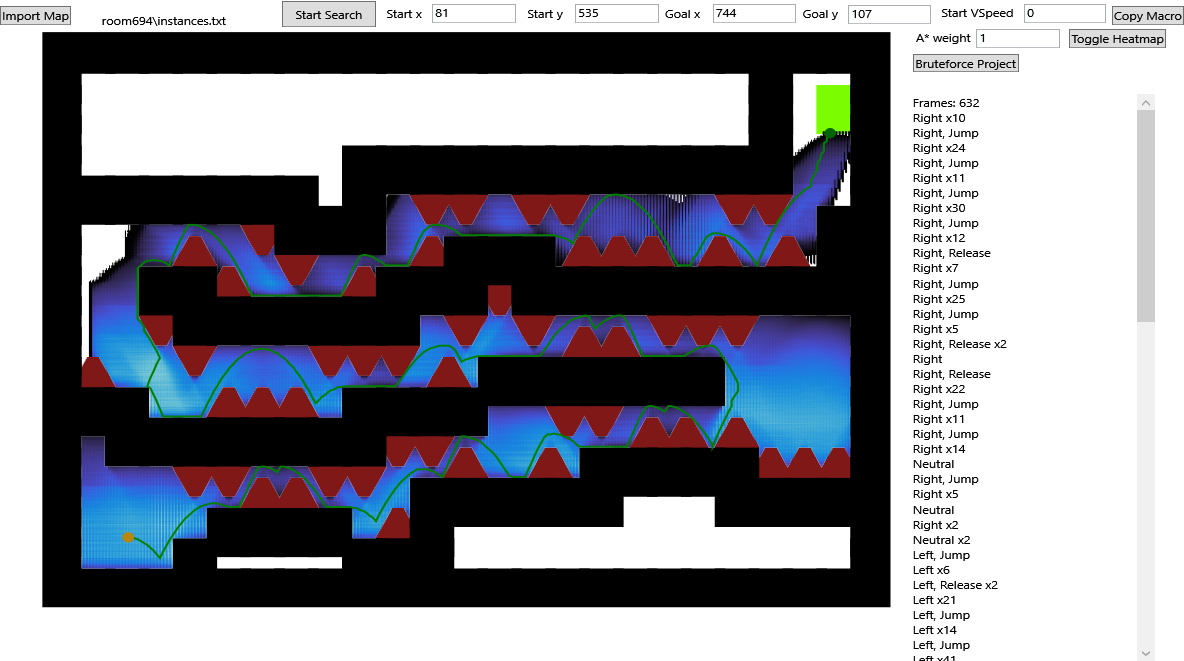 Import Map
room694\instances.txt
Start Search
Start x 81
Start y 535
Goal x 744
Goal y 107
Start VSpeed 0
Copy Macro
A* weight 1
Toggle Heatmap
Bruteforce Project
Frames: 632
Right x10
Right, Jump
Right x24
Right, Jump
Right x11
Right, Jump
Right x30
Right, Jump
Right x12
Right, Release
Right x7
Right, Jump
Right x25
Right, Jump
Right x5
Right, Release x2
Right
Right, Release
Right x22
Right, Jump
Right x11
Right, Jump
Right x14
Neutral
Right, Jump
Right x5
Neutral
Right x2
Neutral x2
Left, Jump
Left x6
Left, Release x2
Left x21
Left, Jump
Left x14
Left, Jump
Left x41